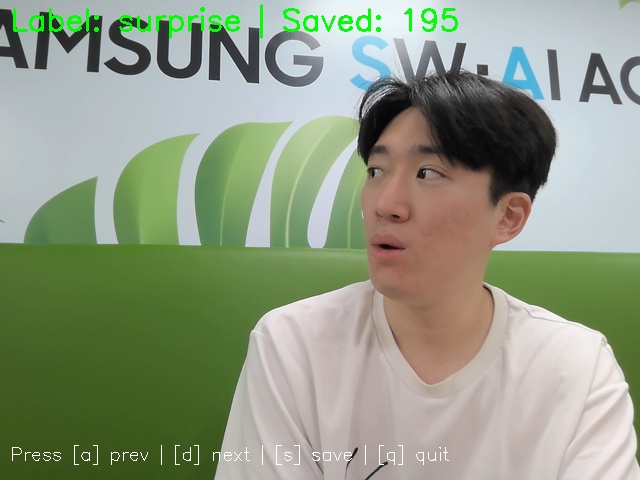 Label: surprise | Saved: 195
AMSUNG SW·AI AC
Press [a] prev | [d] next | [s] save | [q] quit